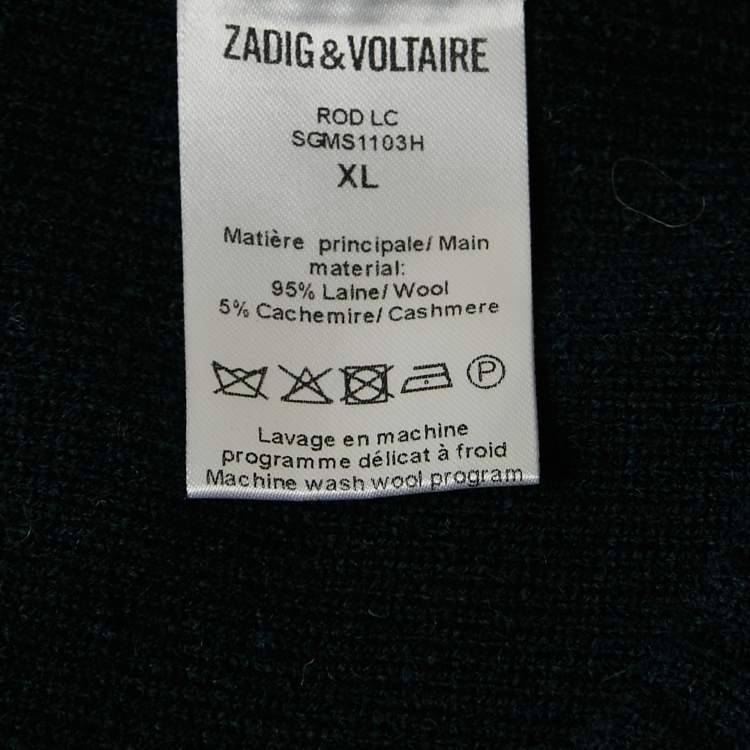 ZADIG & VOLTAIRE
ROD LC
SGMS1103H
XL
Matière principale/ Main
material:
95% Laine/ Wool
5% Cachemire/ Cashmere
P
Lavage en machine
programme délicat à froid
Machine wash wool program